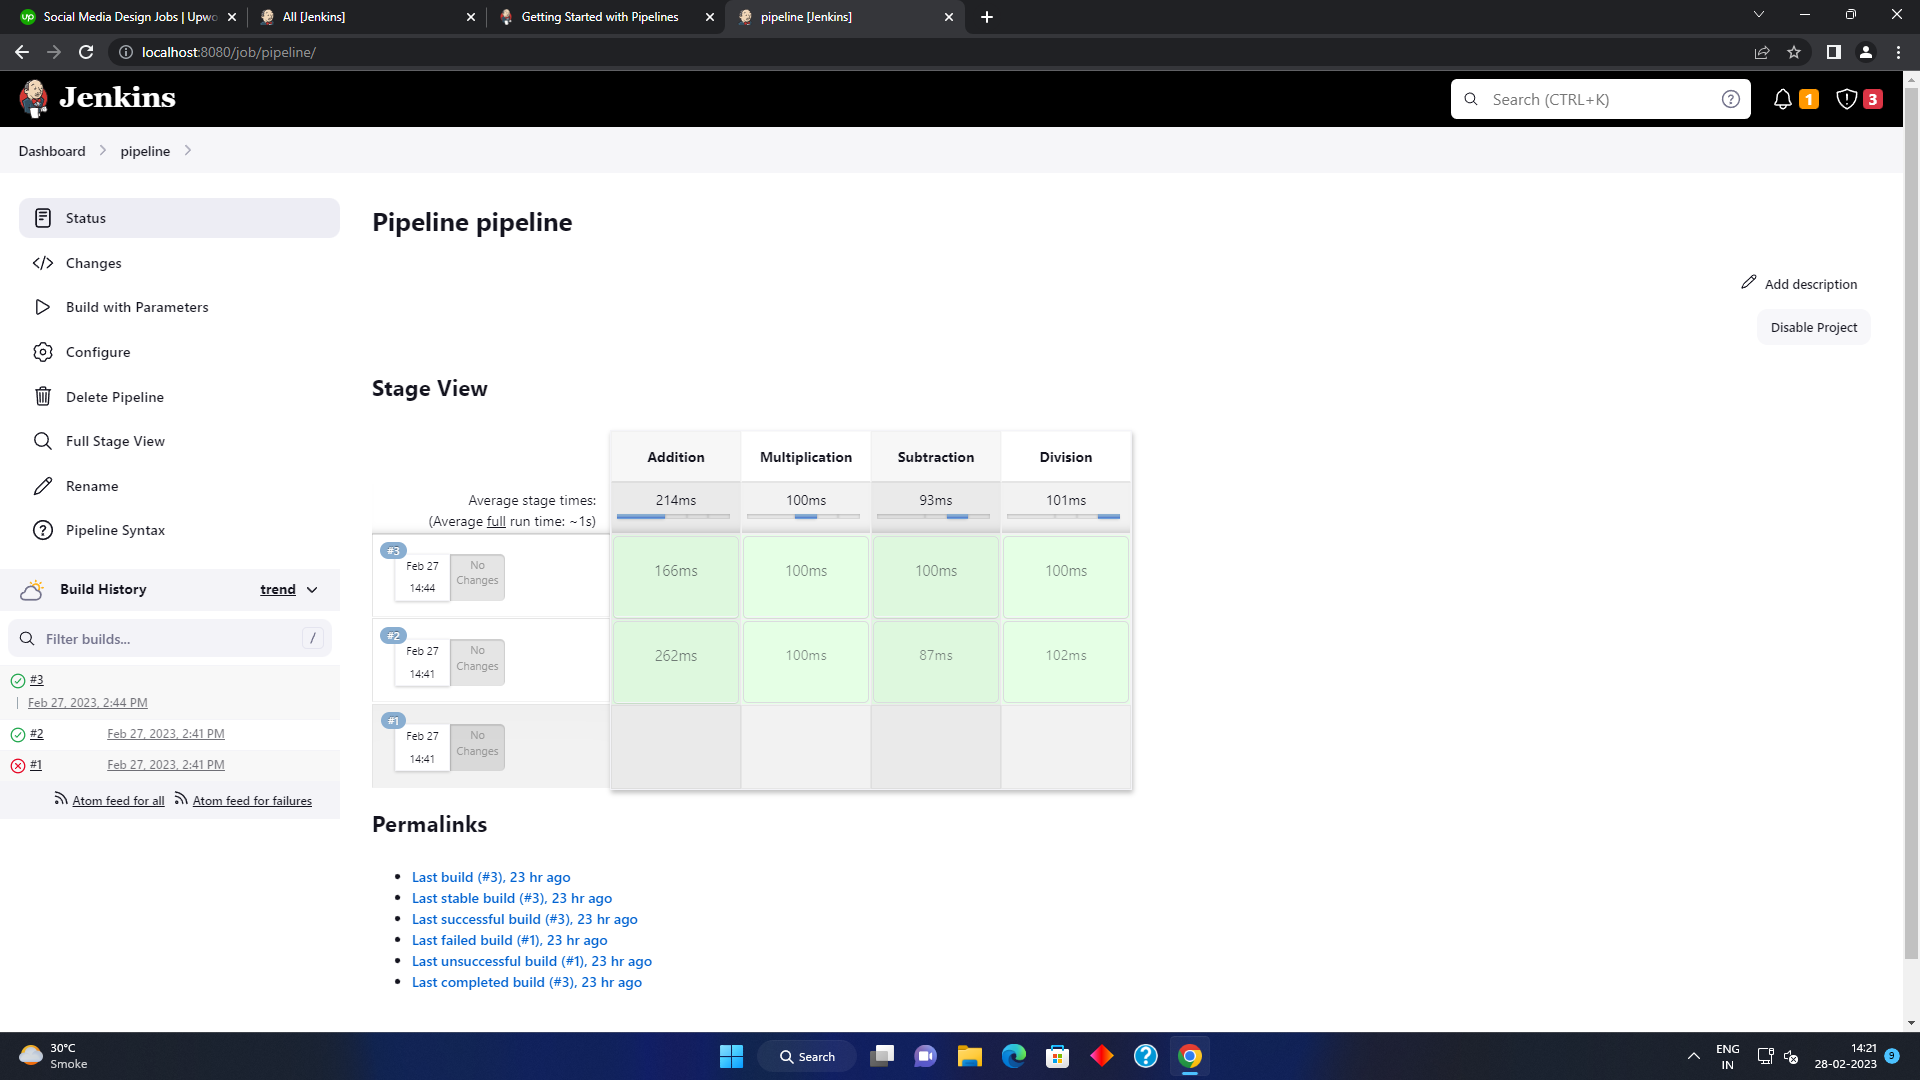 Social Media Design Jobs | Upwo
All [Jenkins]
Getting Started with Pipelines
pipeline [Jenkins]
localhost:8080/job/pipeline/
Jenkins
Search (CTRL+K)
1
3
Dashboard
pipeline
Status
Changes
Build with Parameters
Configure
Delete Pipeline
Full Stage View
Rename
Pipeline Syntax
Build History
trend
Filter builds...
/
#3
Feb 27, 2023, 2:44 PM
#2
Feb 27, 2023, 2:41 PM
#1
Feb 27, 2023, 2:41 PM
Atom feed for all
Atom feed for failures
Pipeline pipeline
Add description
Disable Project
Stage View
Addition
Multiplication
Subtraction
Division
Average stage times:
(Average full run time: ~1s)
214ms
100ms
93ms
101ms
#3
Feb 27
14:44
No
Changes
166ms
100ms
100ms
100ms
#2
Feb 27
14:41
No
Changes
262ms
100ms
87ms
102ms
#1
Feb 27
14:41
No
Changes
Permalinks
Last build (#3), 23 hr ago
Last stable build (#3), 23 hr ago
Last successful build (#3), 23 hr ago
Last failed build (#1), 23 hr ago
Last unsuccessful build (#1), 23 hr ago
Last completed build (#3), 23 hr ago
30°C
Smoke
Search
ENG
IN
14:21
28-02-2023
9